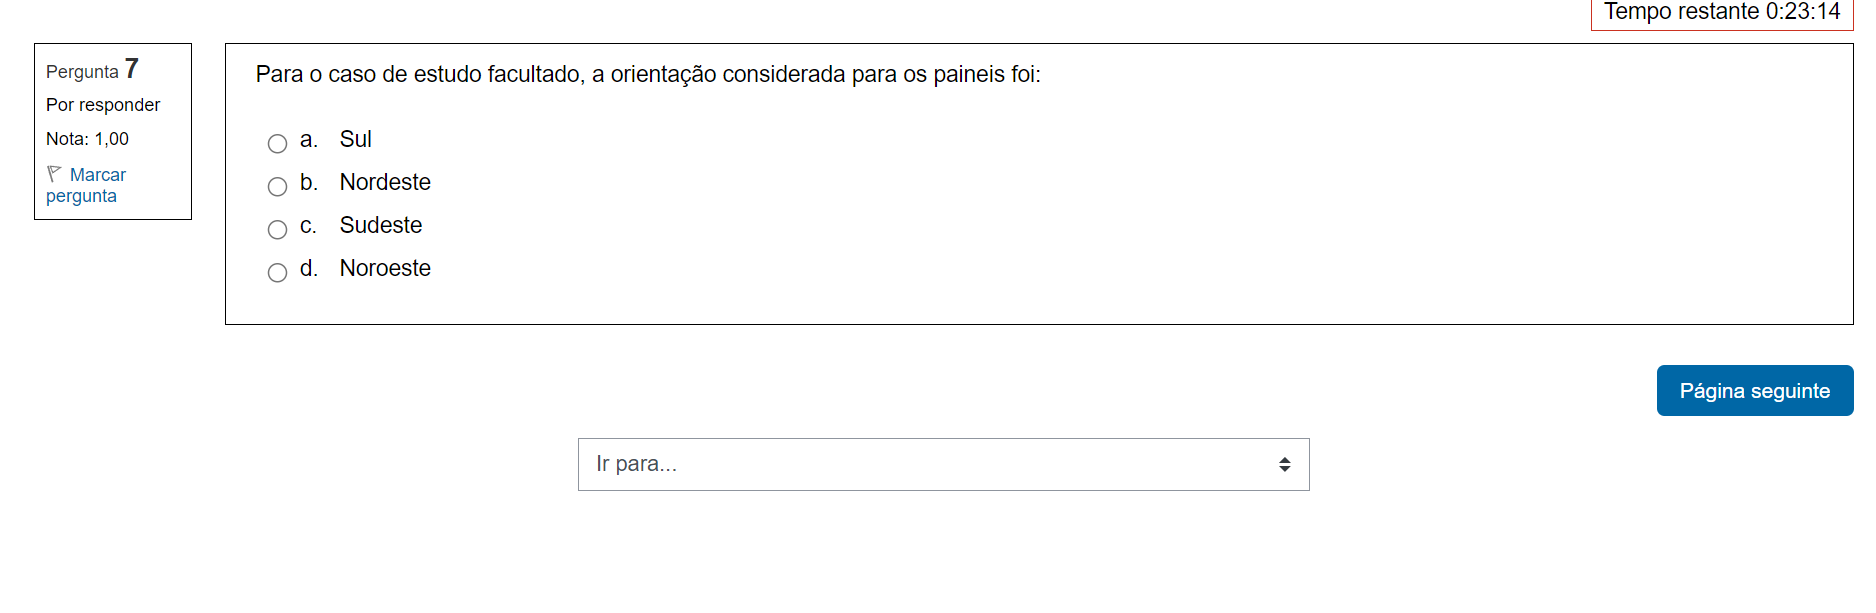 Tempo restante 0:23:14
Pergunta 7
Por responder
Nota: 1,00
Marcar
pergunta
Para o caso de estudo facultado, a orientação considerada para os paineis foi:
a. Sul
b. Nordeste
c. Sudeste
d. Noroeste
Página seguinte
Ir para...